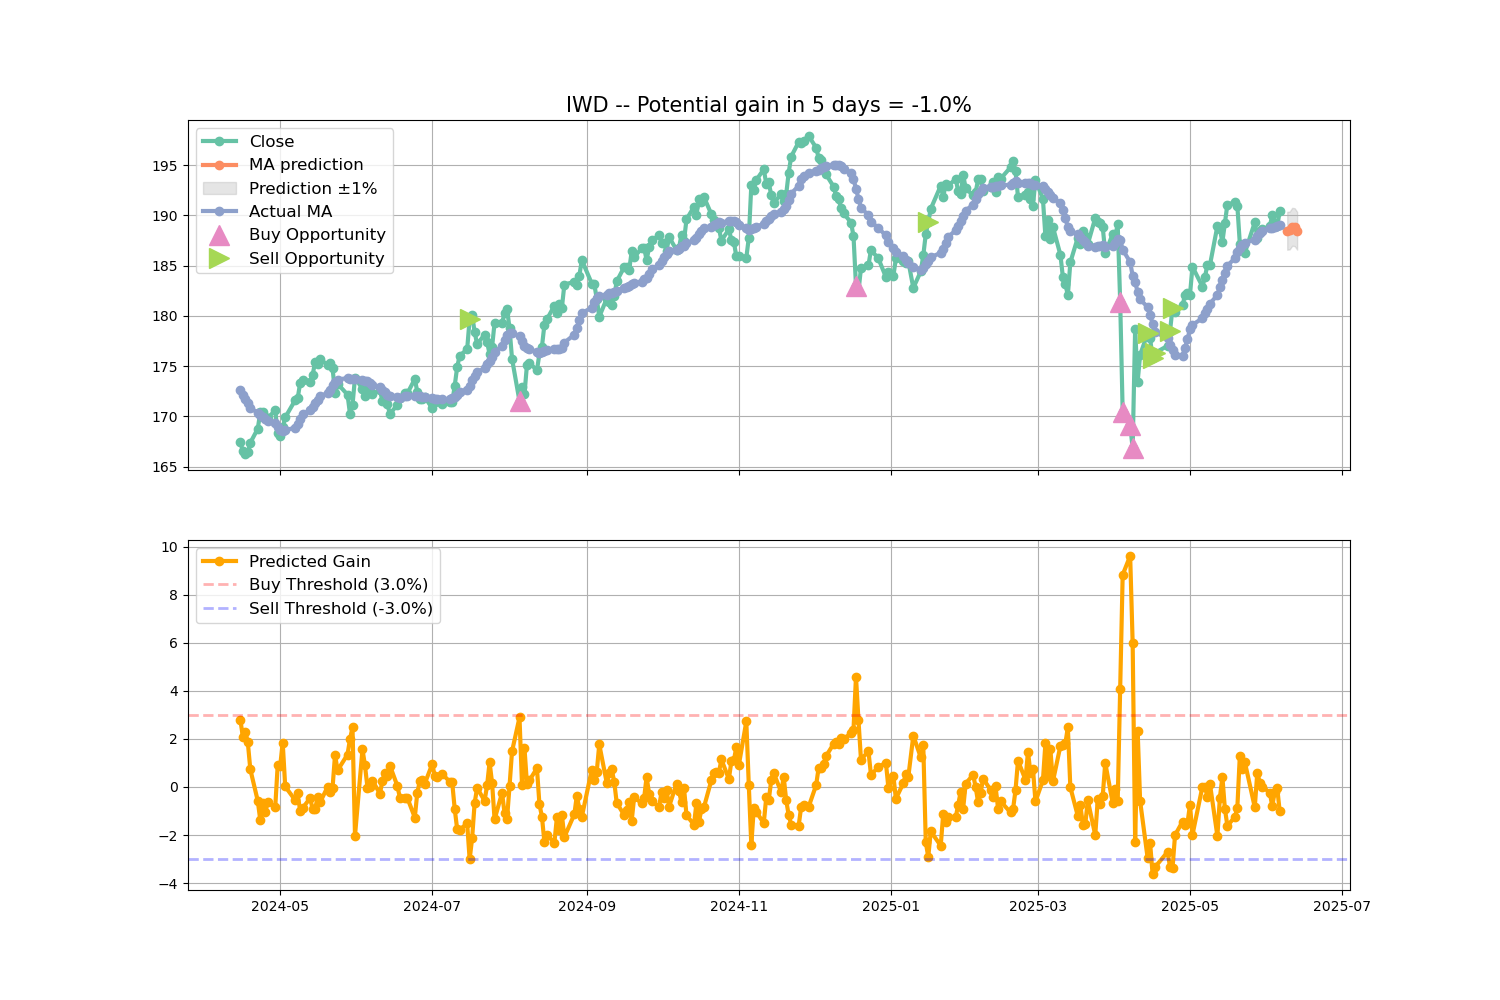 IWD -- Potential gain in 5 days = -1.0%
Close
MA prediction
Prediction ±1%
Actual MA
Buy Opportunity
Sell Opportunity
195
190
185
180
175
170
165
Predicted Gain
Buy Threshold (3.0%)
Sell Threshold (-3.0%)
10
8
6
4
2
0
−2
−4
2024-05 2024-07 2024-09 2024-11 2025-01 2025-03 2025-05 2025-07